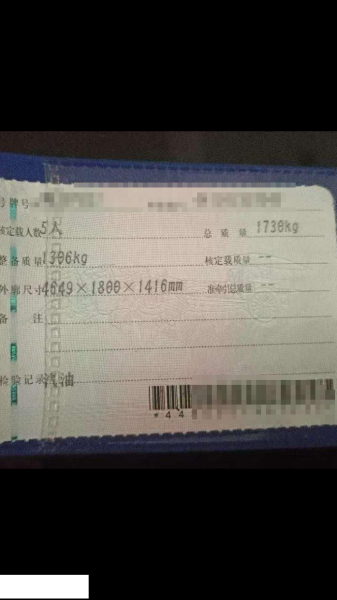 号牌号
核定载人数 5人 总质量 1730kg
整备质量 1306kg 核定载质量 --
外廓尺寸 4649×1800×1416mm 准牵引总质量 --
备注
检验记录 汽油
*44